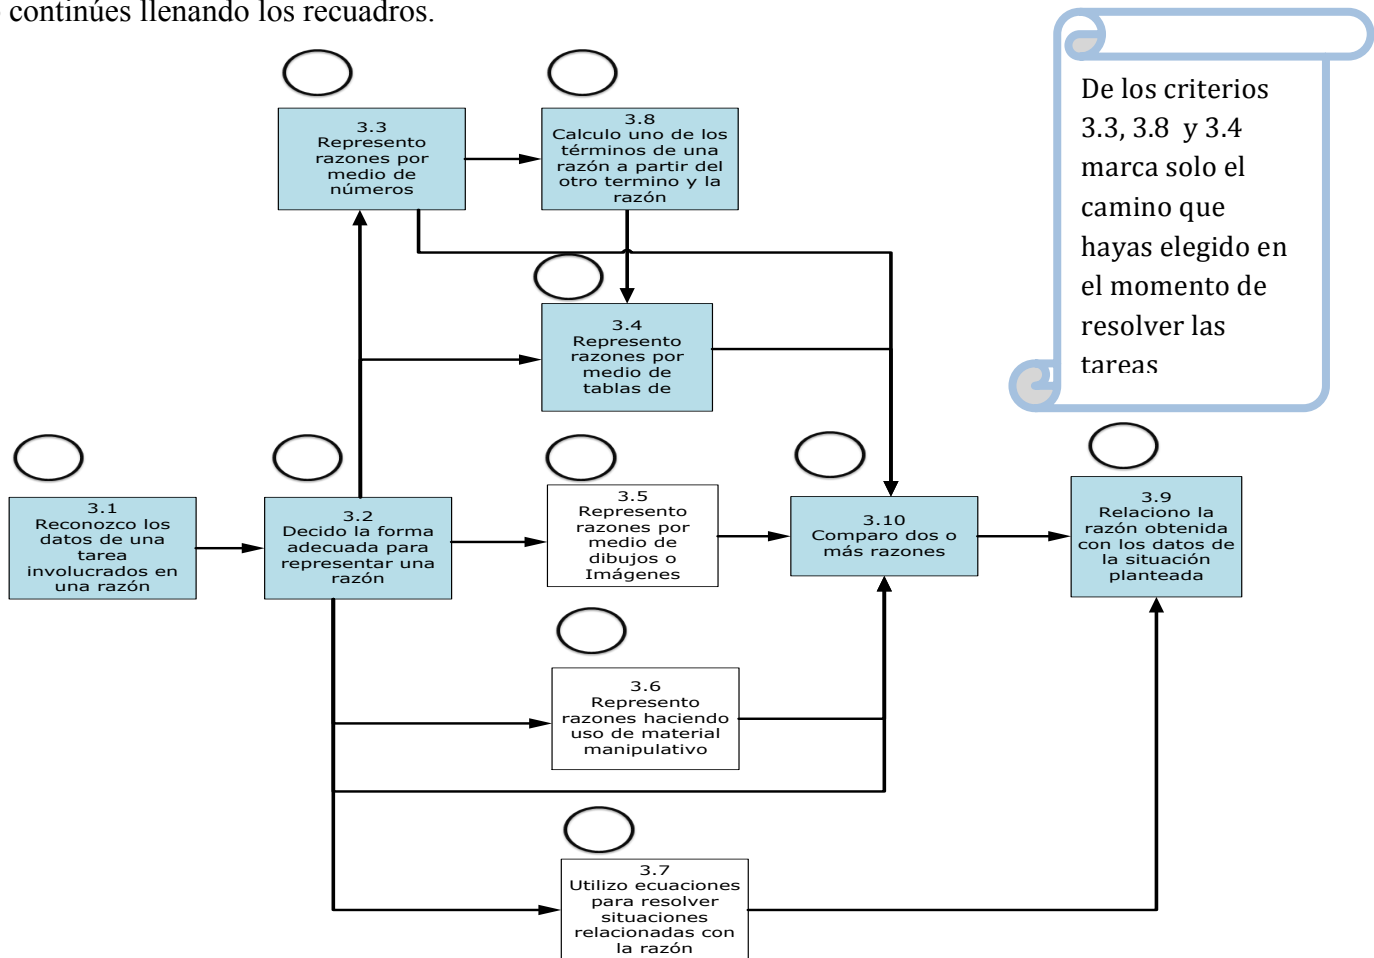 continúes llenando los recuadros.
De los criterios
3.3, 3.8 y 3.4
marca solo el
camino que
hayas elegido en
el momento de
resolver las
tareas
3.3
Represento
razones por
medio de
números
3.8
Calculo uno de los
términos de una
razón a partir del
otro termino y la
razón
3.4
Represento
razones por
medio de
tablas de
3.1
Reconozco los
datos de una
tarea
involucrados en
una razón
3.2
Decido la forma
adecuada para
representar una
razón
3.5
Represento
razones por
medio de
dibujos o
Imágenes
3.10
Comparo dos o
más razones
3.9
Relaciono la
razón obtenida
con los datos de
la situación
planteada
3.6
Represento
razones haciendo
uso de material
manipulativo
3.7
Utilizo ecuaciones
para resolver
situaciones
relacionadas con
la razón